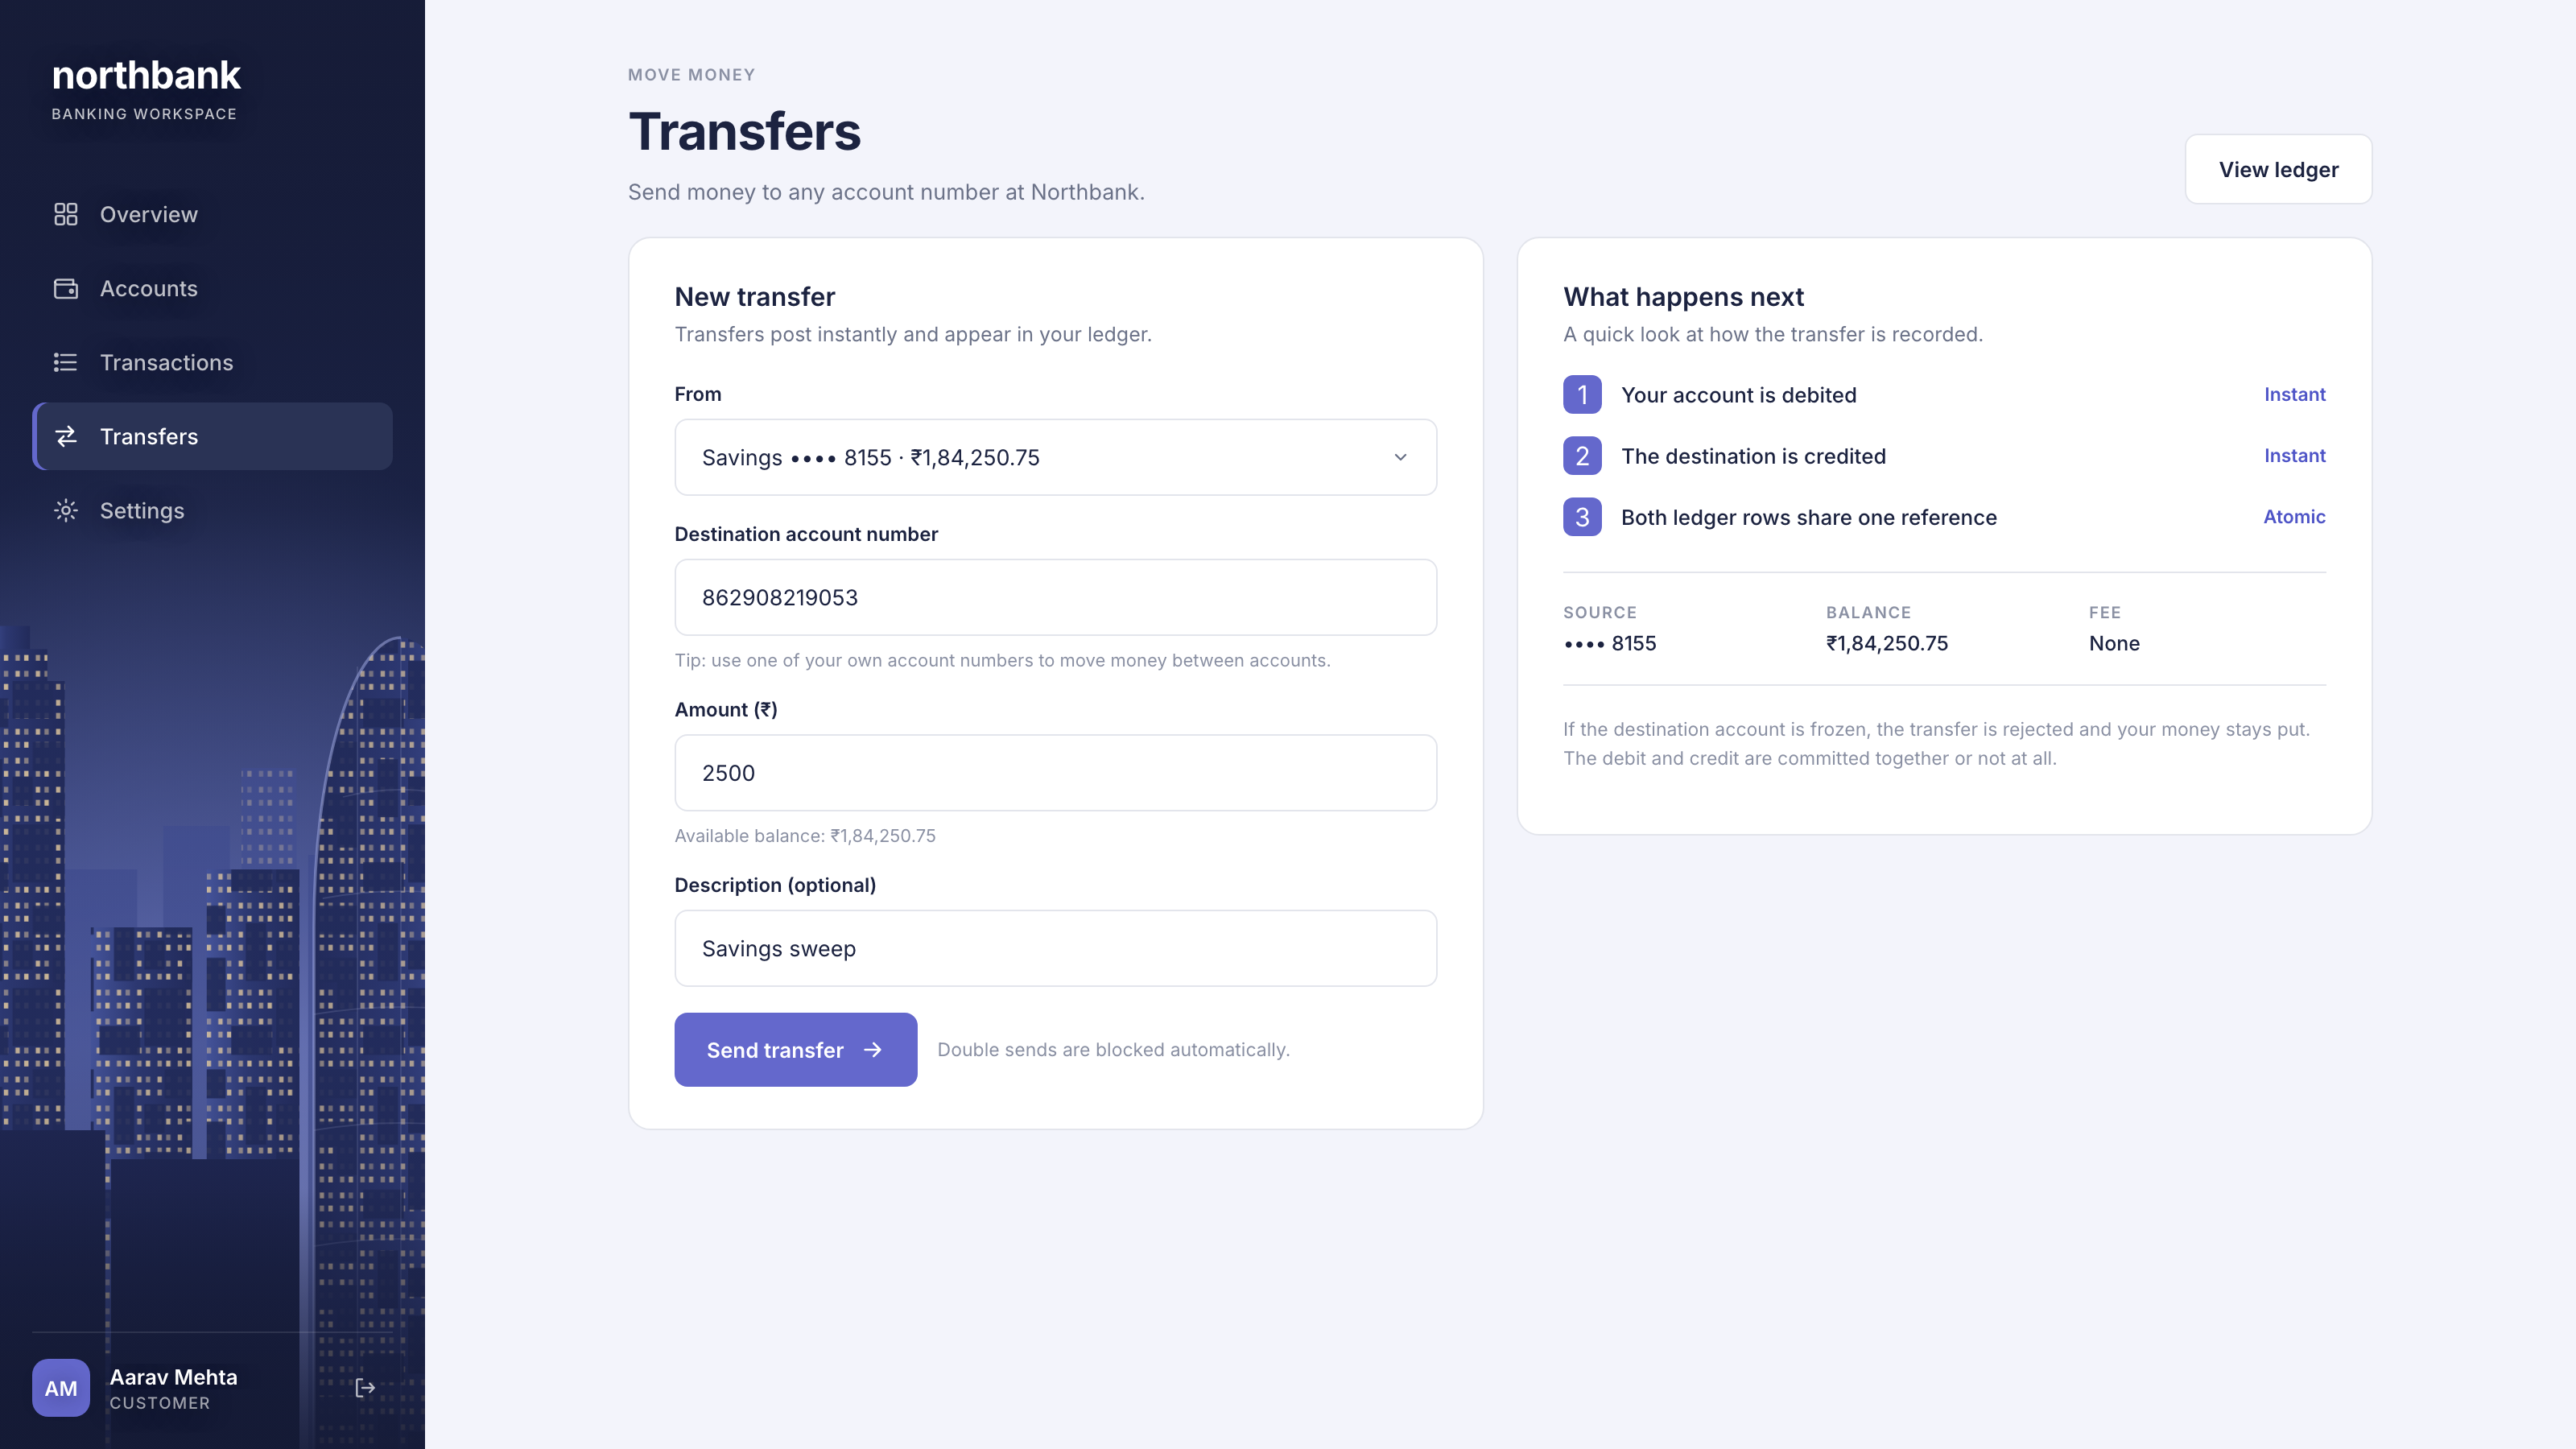 northbank
BANKING WORKSPACE
Overview
Accounts
Transactions
Transfers
Settings
AM
Aarav Mehta
CUSTOMER
MOVE MONEY
Transfers
Send money to any account number at Northbank.
View ledger
New transfer
Transfers post instantly and appear in your ledger.
From
Savings •••• 8155 · ₹1,84,250.75
Destination account number
862908219053
Tip: use one of your own account numbers to move money between accounts.
Amount (₹)
2500
Available balance: ₹1,84,250.75
Description (optional)
Savings sweep
Send transfer →
Double sends are blocked automatically.
What happens next
A quick look at how the transfer is recorded.
1 Your account is debited Instant
2 The destination is credited Instant
3 Both ledger rows share one reference Atomic
SOURCE BALANCE FEE
•••• 8155 ₹1,84,250.75 None
If the destination account is frozen, the transfer is rejected and your money stays put.
The debit and credit are committed together or not at all.